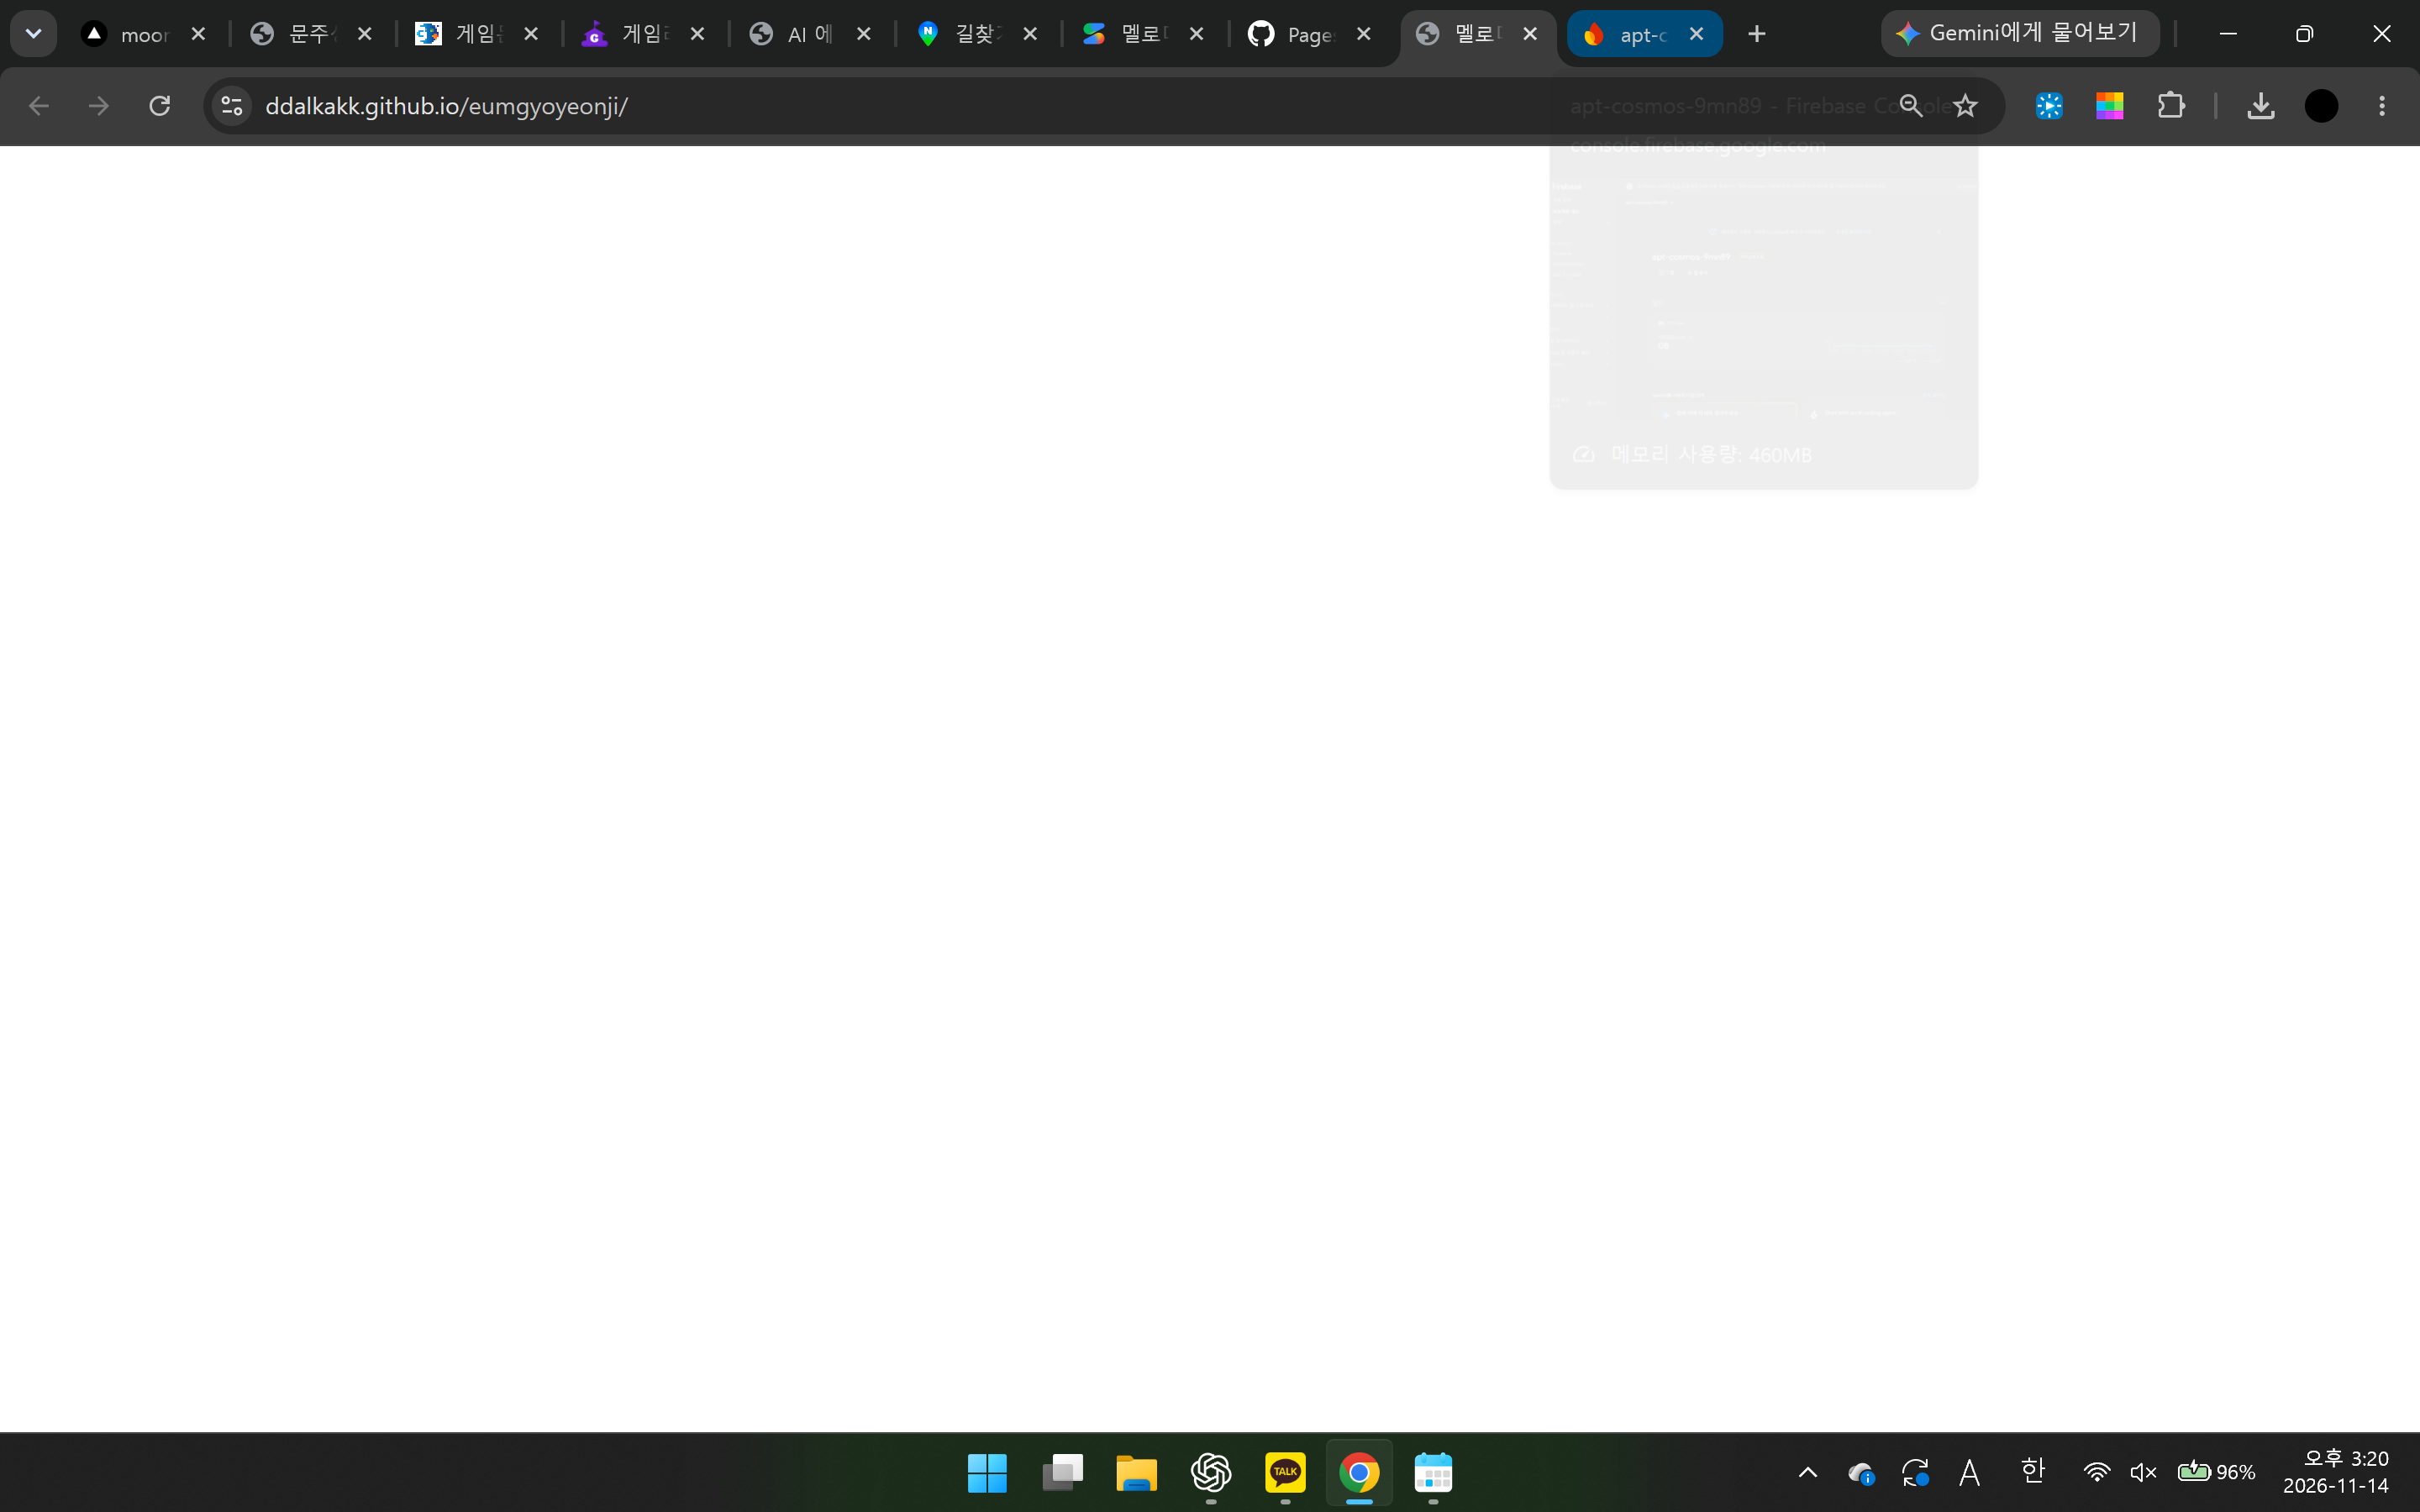 moor
문주
게임
게임
AI 에
길찾
멜로
Page
멜로
apt-c
Gemini에게 물어보기
ddalkakk.github.io/eumgyoyeonji/
apt-cosmos-9mn89 - Firebase Console
console.firebase.google.com
메모리 사용량: 460MB
TALK
A
한
96%
오후 3:20
2026-11-14